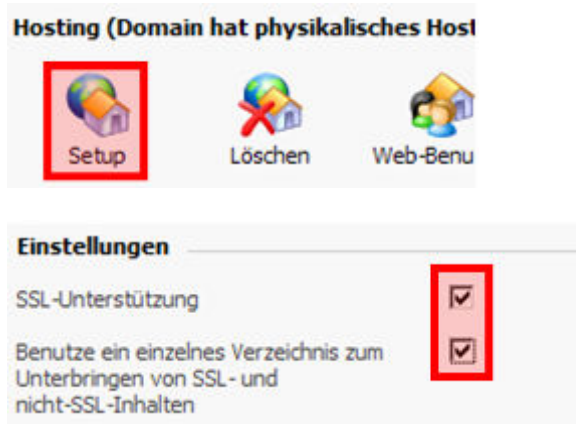 Hosting (Domain hat physikalisches Host
Setup
Löschen
Web-Benu
Einstellungen
SSL-Unterstützung
Benutze ein einzelnes Verzeichnis zum
Unterbringen von SSL- und
nicht-SSL-Inhalten